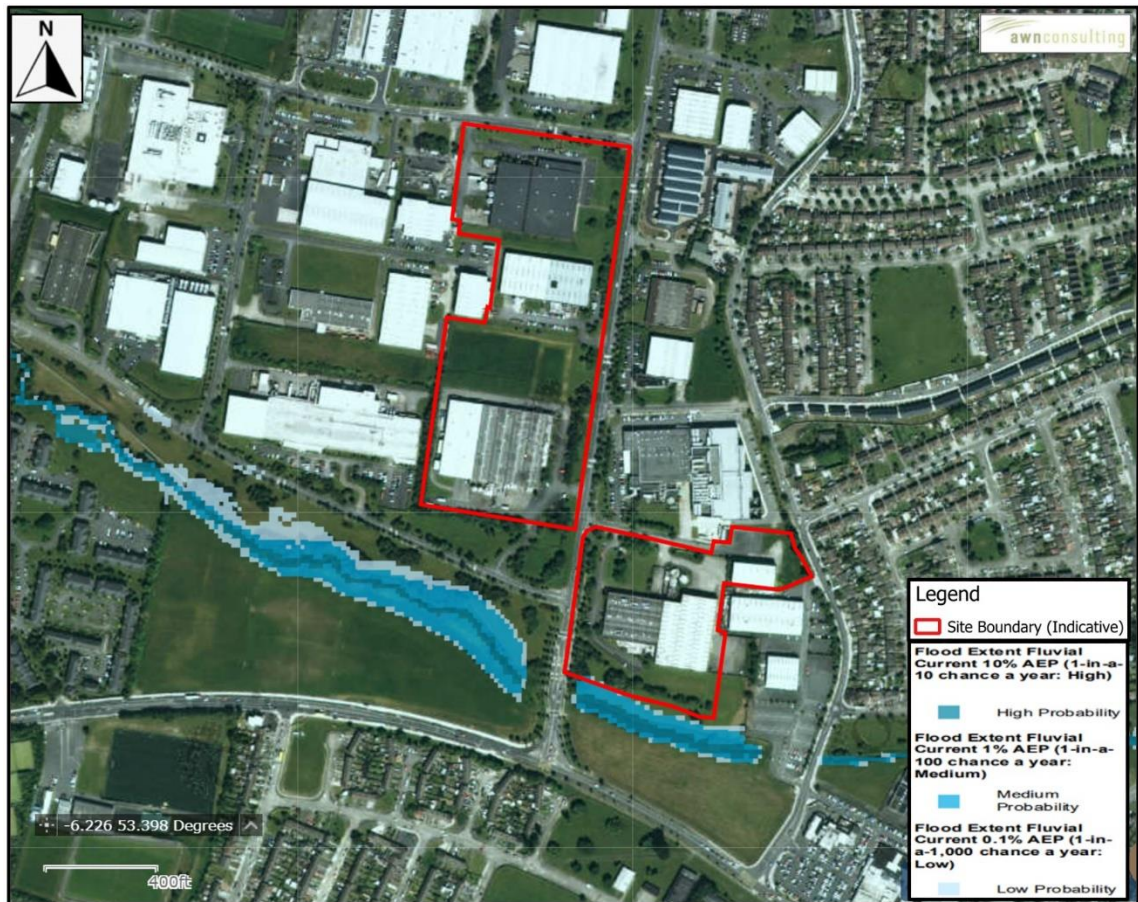 N
awnconsulting
Legend
Site Boundary (Indicative)
Flood Extent Fluvial
Current 10% AEP (1-in-a-
10 chance a year: High)
High Probability
Flood Extent Fluvial
Current 1% AEP (1-in-a-
100 chance a year:
Medium)
Medium
Probability
Flood Extent Fluvial
Current 0.1% AEP (1-in-
a-1,000 chance a year:
Low)
Low Probability
-6.226 53.398 Degrees
400ft